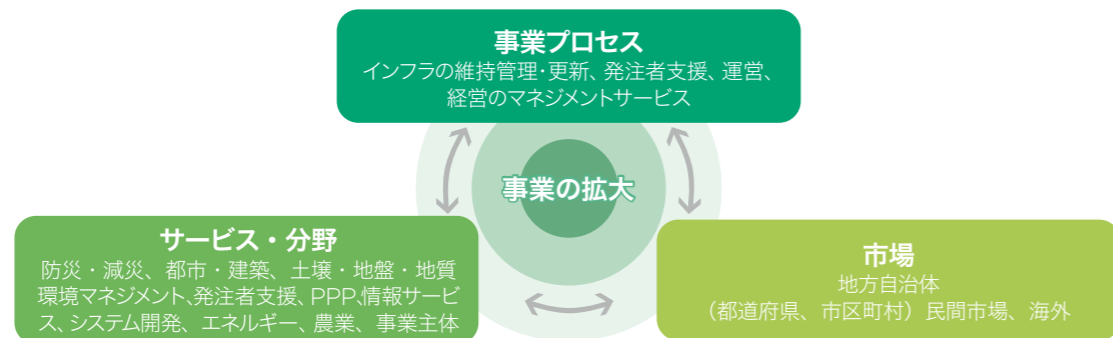 事業プロセス
インフラの維持管理・更新、発注者支援、運営、
経営のマネジメントサービス
事業の拡大
サービス・分野
防災・減災、都市・建築、土壌・地盤・地質
環境マネジメント、発注者支援、PPP、情報サービ
ス、システム開発、エネルギー、農業、事業主体
市場
地方自治体
（都道府県、市区町村）民間市場、海外